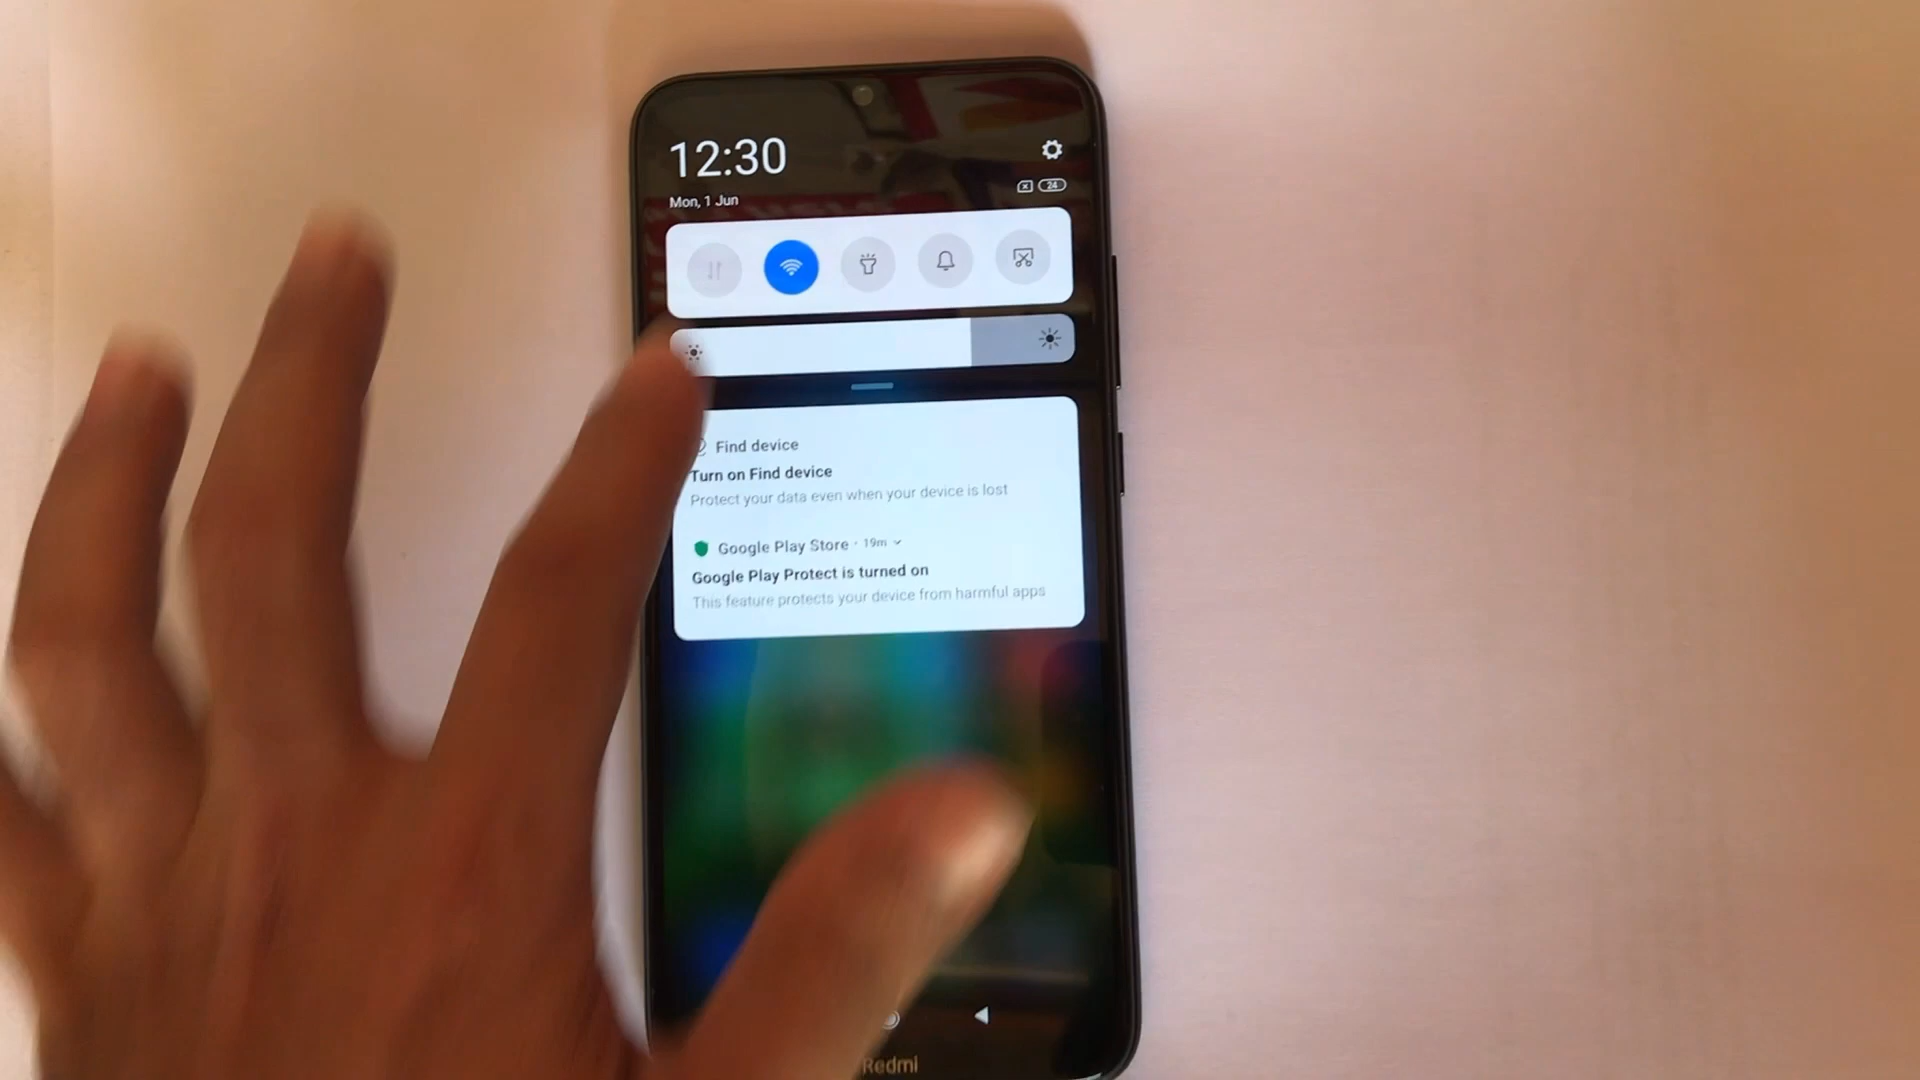 12:30
Mon, 1 Jun
24
Find device
Turn on Find device
Protect your data even when your device is lost
Google Play Store · 19m
Google Play Protect is turned on
This feature protects your device from harmful apps
Redmi